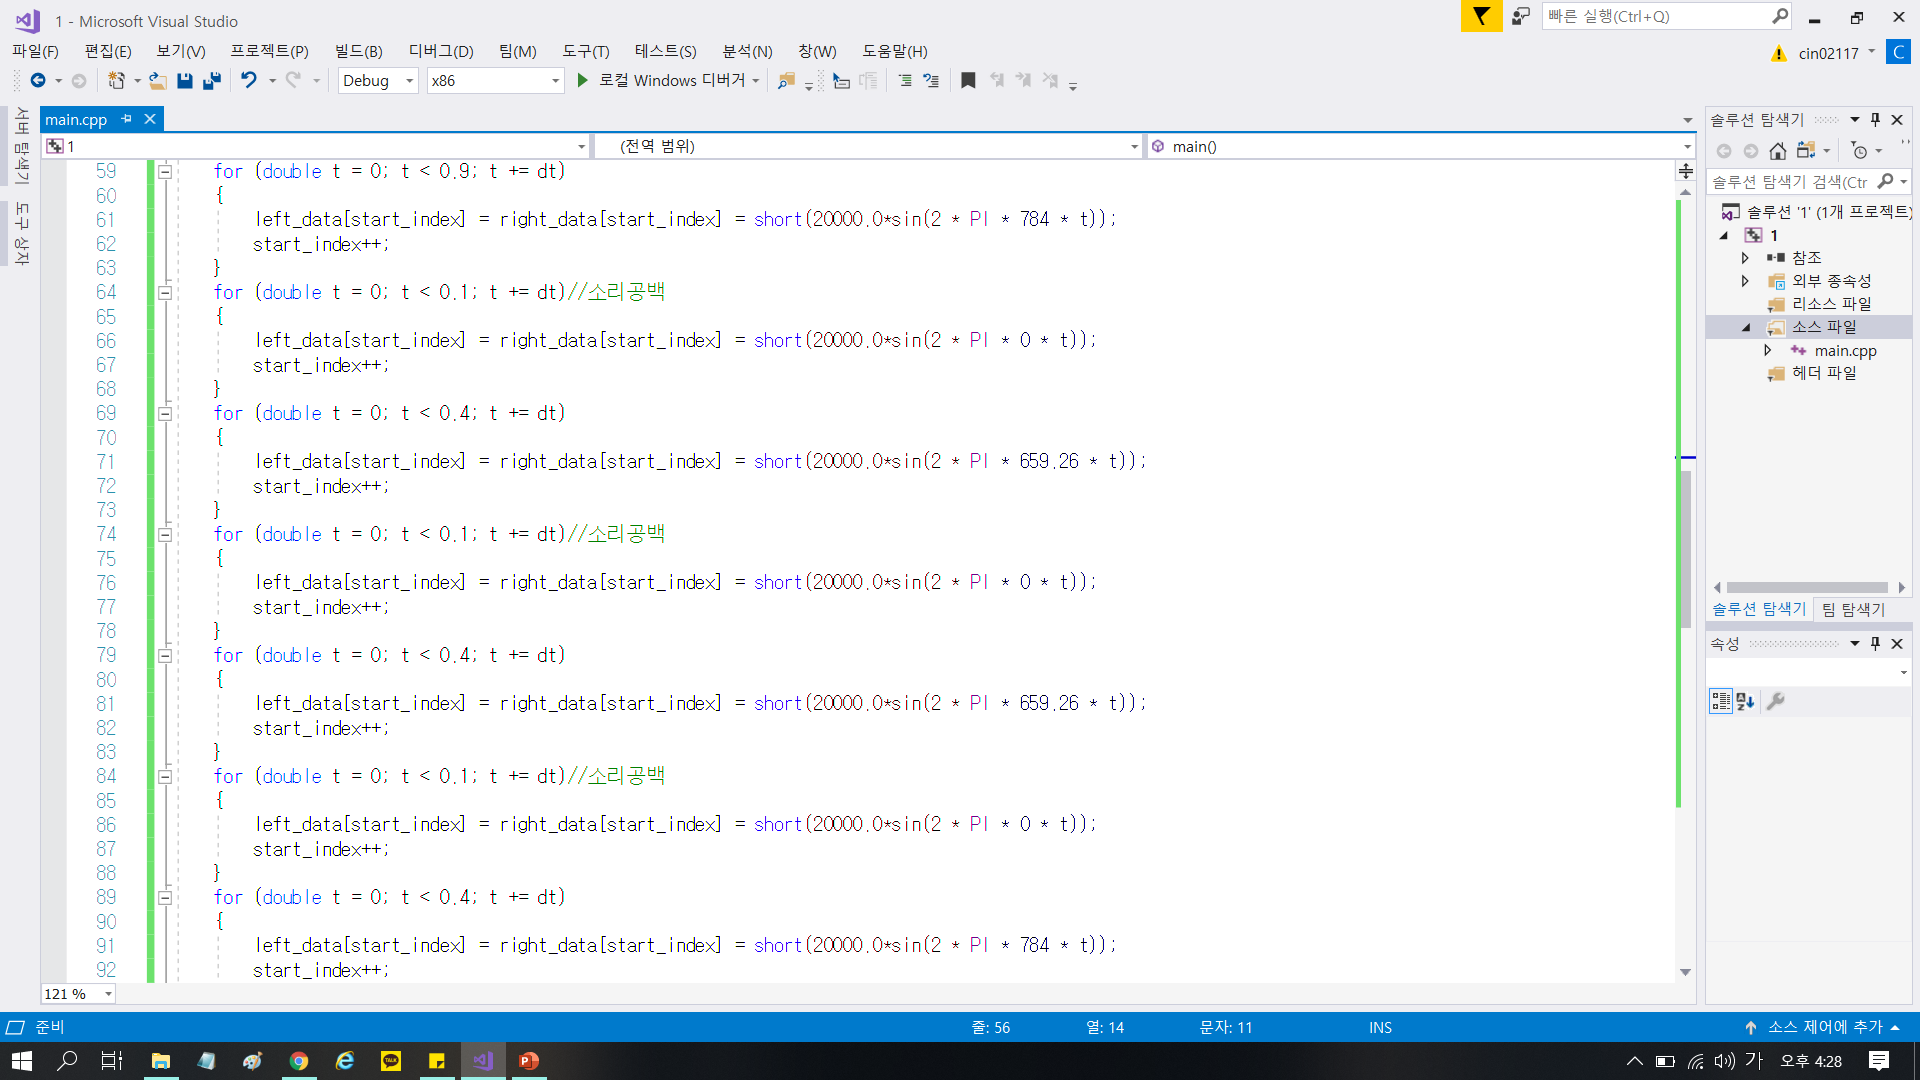 1 - Microsoft Visual Studio
빠른 실행(Ctrl+Q)
파일(F) 편집(E) 보기(V) 프로젝트(P) 빌드(B) 디버그(D) 팀(M) 도구(T) 테스트(S) 분석(N) 창(W) 도움말(H)
cin02117 C
Debug x86 로컬 Windows 디버거
서버 탐색기
도구 상자
main.cpp
1 (전역 범위) main()
59 for (double t = 0; t < 0.9; t += dt)
60 {
61 left_data[start_index] = right_data[start_index] = short(20000.0*sin(2 * PI * 784 * t));
62 start_index++;
63 }
64 for (double t = 0; t < 0.1; t += dt)//소리공백
65 {
66 left_data[start_index] = right_data[start_index] = short(20000.0*sin(2 * PI * 0 * t));
67 start_index++;
68 }
69 for (double t = 0; t < 0.4; t += dt)
70 {
71 left_data[start_index] = right_data[start_index] = short(20000.0*sin(2 * PI * 659.26 * t));
72 start_index++;
73 }
74 for (double t = 0; t < 0.1; t += dt)//소리공백
75 {
76 left_data[start_index] = right_data[start_index] = short(20000.0*sin(2 * PI * 0 * t));
77 start_index++;
78 }
79 for (double t = 0; t < 0.4; t += dt)
80 {
81 left_data[start_index] = right_data[start_index] = short(20000.0*sin(2 * PI * 659.26 * t));
82 start_index++;
83 }
84 for (double t = 0; t < 0.1; t += dt)//소리공백
85 {
86 left_data[start_index] = right_data[start_index] = short(20000.0*sin(2 * PI * 0 * t));
87 start_index++;
88 }
89 for (double t = 0; t < 0.4; t += dt)
90 {
91 left_data[start_index] = right_data[start_index] = short(20000.0*sin(2 * PI * 784 * t));
92 start_index++;
121 %
솔루션 탐색기
솔루션 탐색기 검색(Ctr
솔루션 '1' (1개 프로젝트)
1
참조
외부 종속성
리소스 파일
소스 파일
main.cpp
헤더 파일
솔루션 탐색기 팀 탐색기
속성
준비 줄: 56 열: 14 문자: 11 INS 소스 제어에 추가
가 오후 4:28